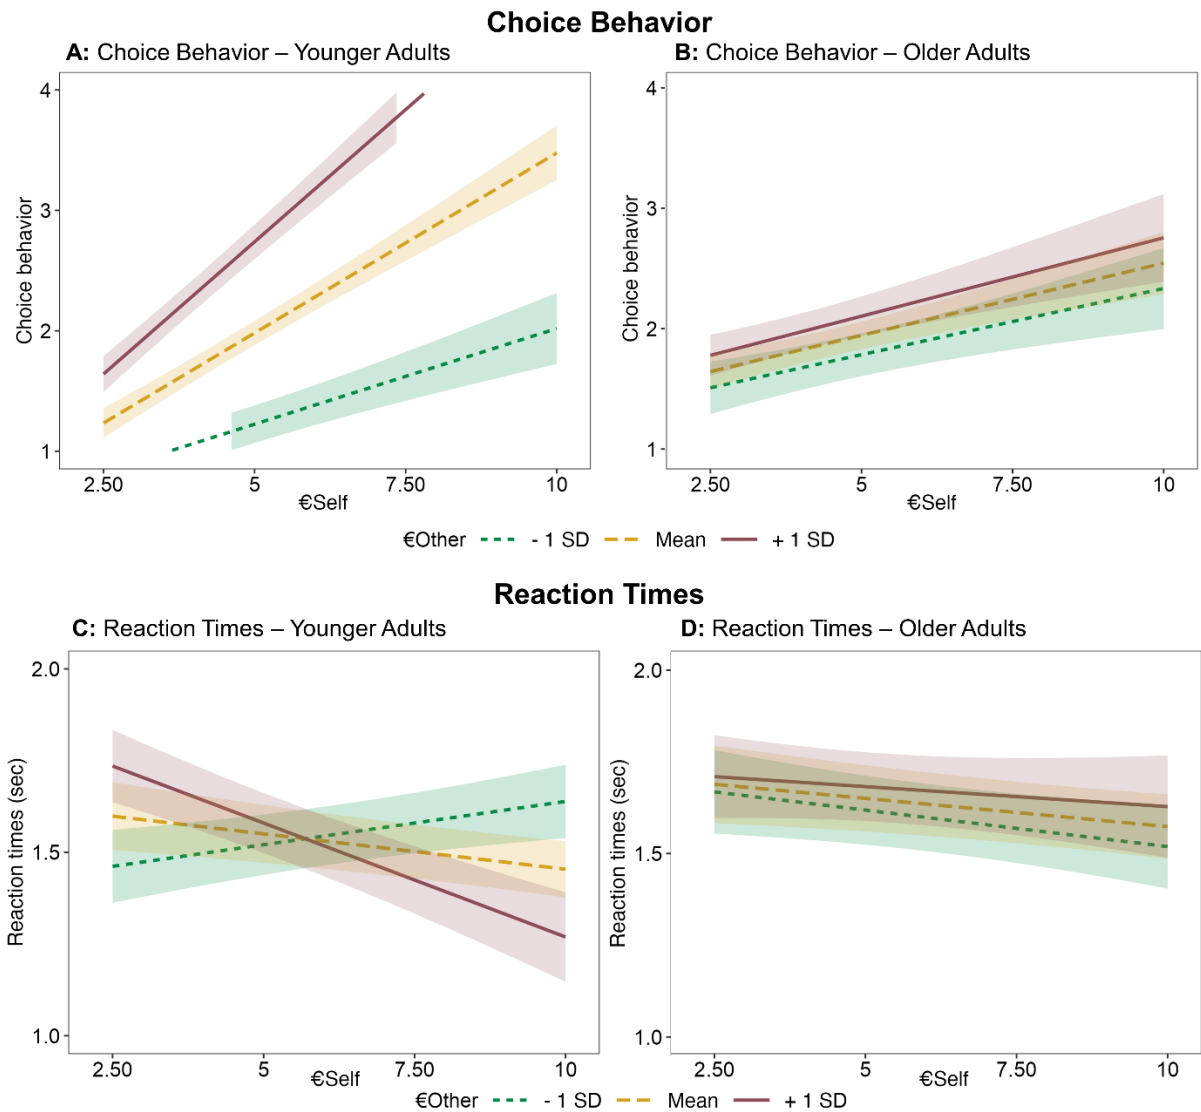 Choice Behavior
A: Choice Behavior – Younger Adults
B: Choice Behavior – Older Adults
Choice behavior
4
3
2
1
2.50 5 7.50 10
€Self
Choice behavior
4
3
2
1
2.50 5 7.50 10
€Self
€Other - 1 SD Mean + 1 SD
Reaction Times
C: Reaction Times – Younger Adults
D: Reaction Times – Older Adults
Reaction times (sec)
2.0
1.5
1.0
2.50 5 7.50 10
€Self
Reaction times (sec)
2.0
1.5
1.0
2.50 5 7.50 10
€Self
€Other - 1 SD Mean + 1 SD